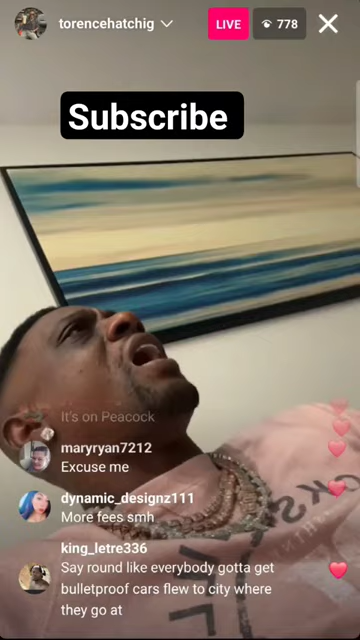 torencehatchig
LIVE
778
Subscribe
It's on Peacock
maryryan7212
Excuse me
dynamic_designz111
More fees smh
king_letre336
Say round like everybody gotta get
bulletproof cars flew to city where
they go at